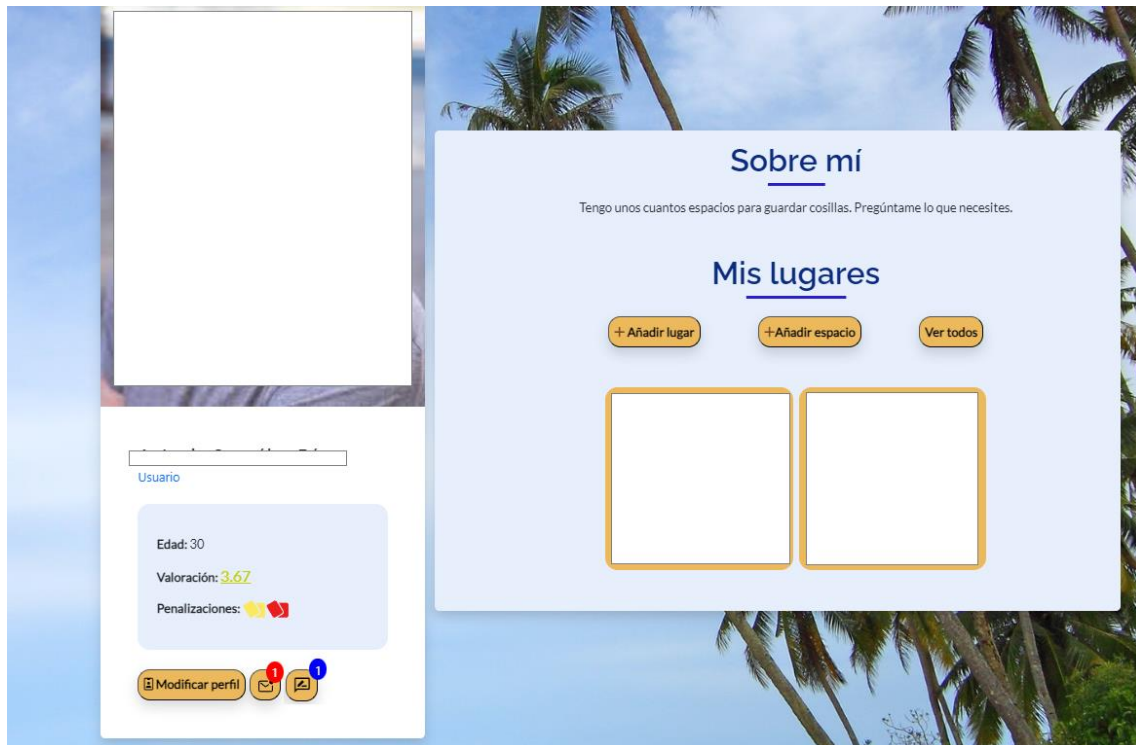 Usuario
Edad: 30
Valoración: 3.67
Penalizaciones:
Modificar perfil
1
1
Sobre mí
Tengo unos cuantos espacios para guardar cosillas. Pregúntame lo que necesites.
Mis lugares
+ Añadir lugar
+Añadir espacio
Ver todos